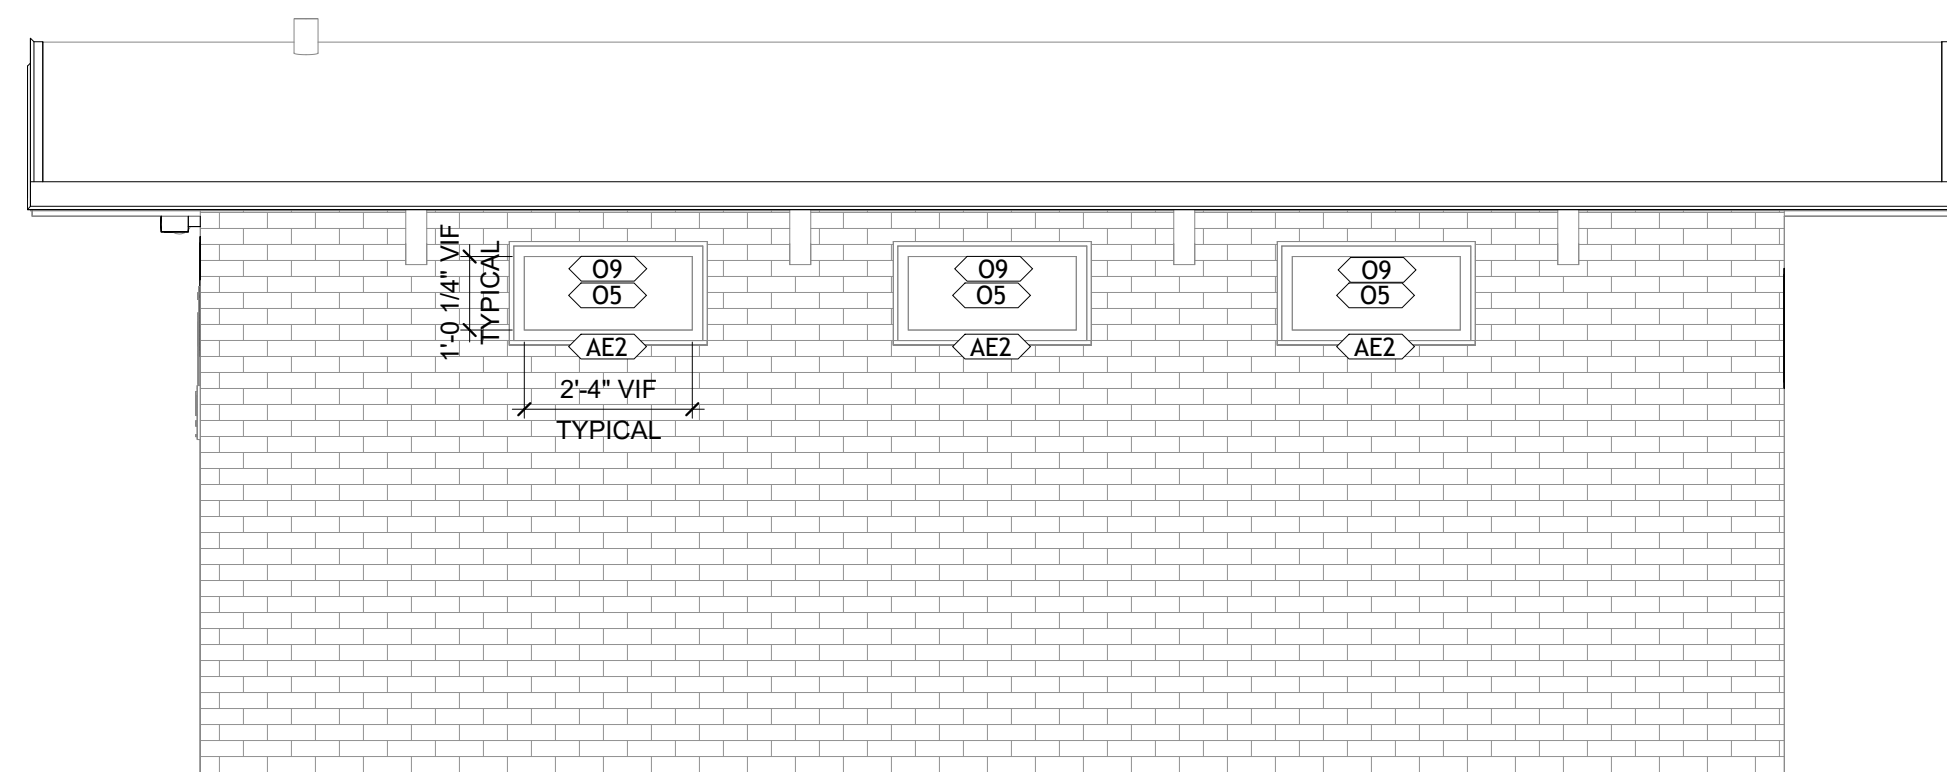 1'-0 1/4" VIF
TYPICAL
O9
O5
AE2
2'-4" VIF
TYPICAL
O9
O5
AE2
O9
O5
AE2